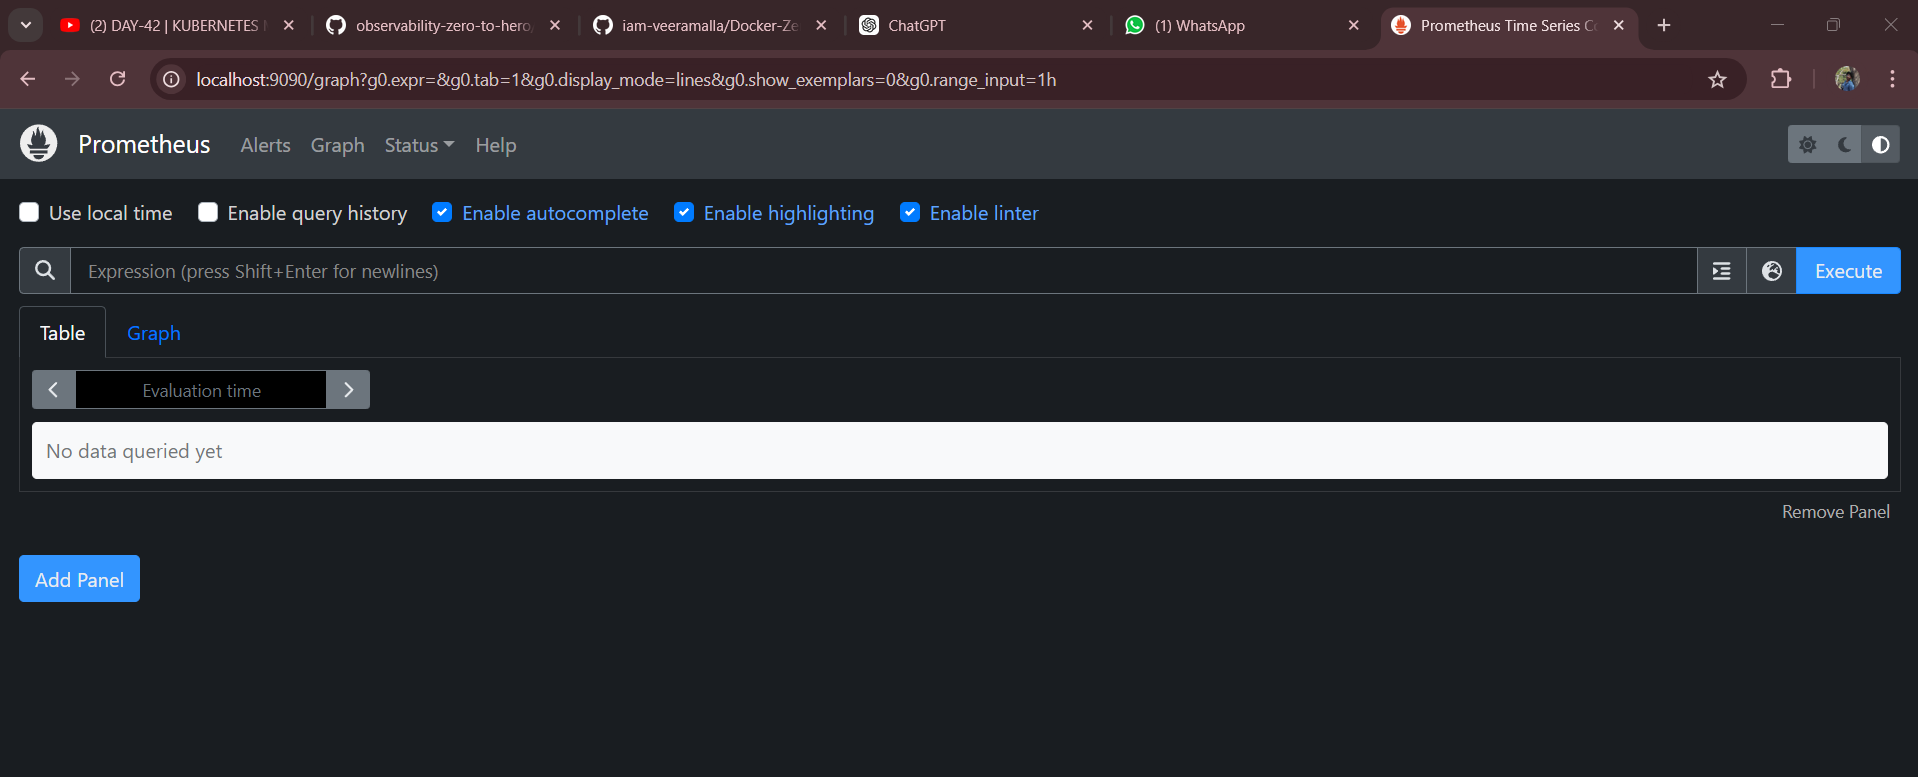 (2) DAY-42 | KUBERNETES
observability-zero-to-hero/
iam-veeramalla/Docker-Ze
ChatGPT
(1) WhatsApp
Prometheus Time Series Co
localhost:9090/graph?g0.expr=&g0.tab=1&g0.display_mode=lines&g0.show_exemplars=0&g0.range_input=1h
Prometheus Alerts Graph Status Help
Use local time Enable query history Enable autocomplete Enable highlighting Enable linter
Expression (press Shift+Enter for newlines) Execute
Table Graph
Evaluation time
No data queried yet
Remove Panel
Add Panel